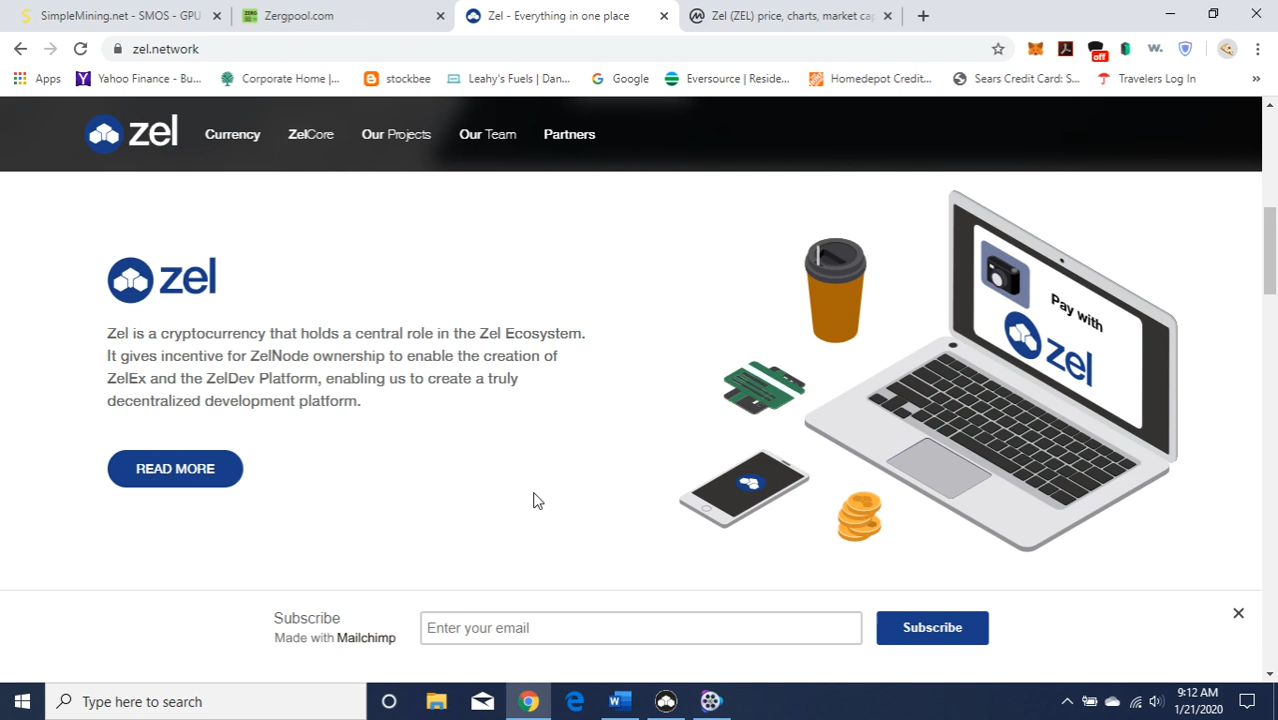 SimpleMining.net - SMOS - GPU
Zergpool.com
Zel - Everything in one place
Zel (ZEL) price, charts, market cap
zel.network
off
w.
Apps
Yahoo Finance - Bu...
Corporate Home |...
stockbee
Leahy's Fuels | Dan...
Google
Eversource | Reside...
Homedepot Credit...
Sears Credit Card: S...
Travelers Log In
zel
Currency
ZelCore
Our Projects
Our Team
Partners
zel
Zel is a cryptocurrency that holds a central role in the Zel Ecosystem.
It gives incentive for ZelNode ownership to enable the creation of
ZelEx and the ZelDev Platform, enabling us to create a truly
decentralized development platform.
READ MORE
Pay with
zel
Subscribe
Made with Mailchimp
Enter your email
Subscribe
Type here to search
9:12 AM
1/21/2020